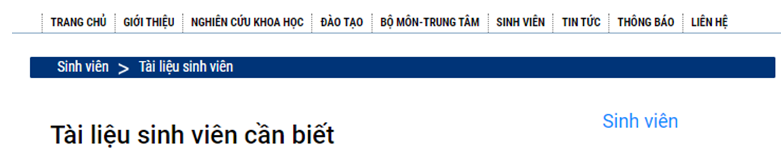 TRANG CHỦ GIỚI THIỆU NGHIÊN CỨU KHOA HỌC ĐÀO TẠO BỘ MÔN-TRUNG TÂM SINH VIÊN TIN TỨC THÔNG BÁO LIÊN HỆ
Sinh viên > Tài liệu sinh viên
Sinh viên
Tài liệu sinh viên cần biết